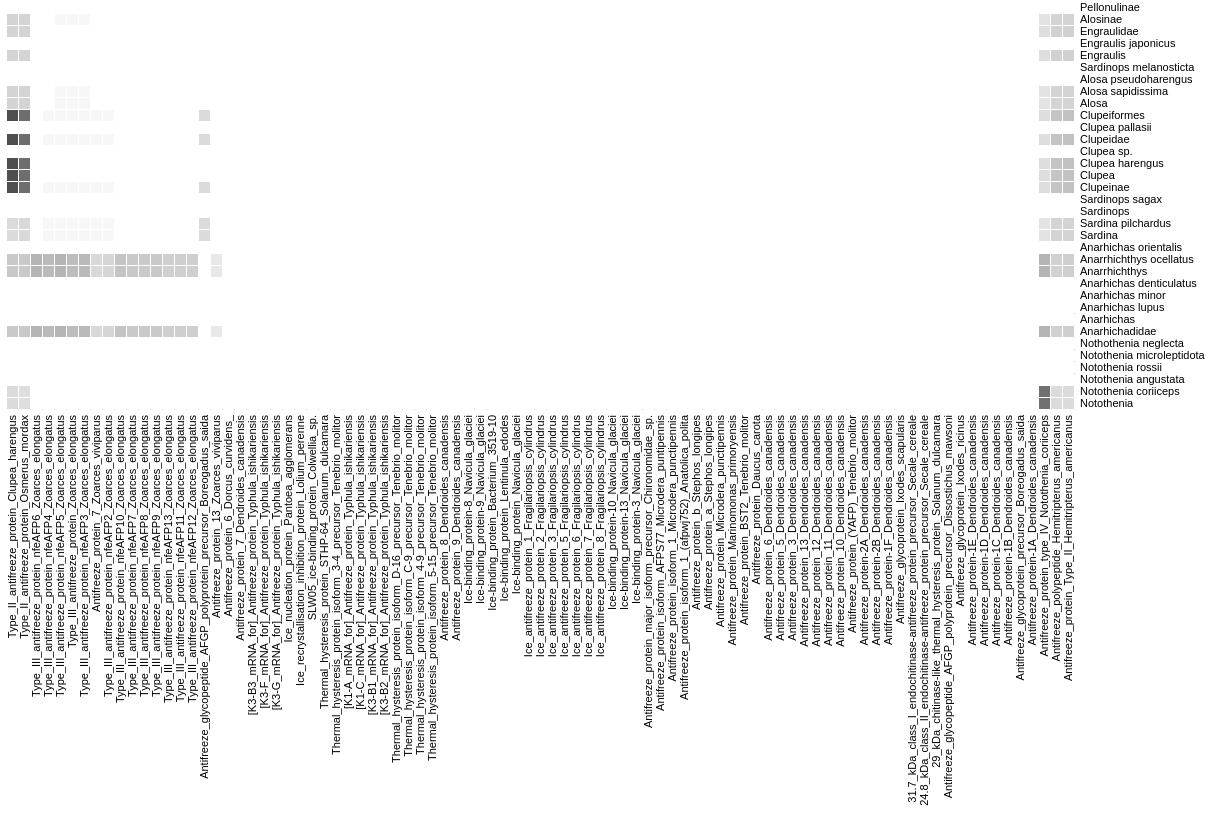 Pellonulinae
Alosinae
Engraulidae
Engraulis japonicus
Engraulis
Sardinops melanosticta
Alosa pseudoharengus
Alosa sapidissima
Alosa
Clupeiformes
Clupea pallasii
Clupeidae
Clupea sp.
Clupea harengus
Clupea
Clupeinae
Sardinops sagax
Sardinops
Sardina pilchardus
Sardina
Anarhichas orientalis
Anarrhichthys ocellatus
Anarrhichthys
Anarhichas denticulatus
Anarhichas minor
Anarhichas lupus
Anarhichas
Anarhichadidae
Nothothenia neglecta
Notothenia microleptidota
Notothenia rossii
Notothenia angustata
Notothenia coriiceps
Notothenia
Type_II_antifreeze_protein_Clupea_harengus
Type_II_antifreeze_protein_Osmerus_mordax
Type_III_antifreeze_protein_nfeAFP6_Zoarces_elongatus
Type_III_antifreeze_protein_nfeAFP4_Zoarces_elongatus
Type_III_antifreeze_protein_nfeAFP5_Zoarces_elongatus
Type_III_antifreeze_protein_Zoarces_elongatus
Type_III_antifreeze_protein_nfeAFP3_Zoarces_elongatus
Antifreeze_protein_7_Zoarces_viviparus
Type_III_antifreeze_protein_nfeAFP2_Zoarces_elongatus
Type_III_antifreeze_protein_nfeAFP10_Zoarces_elongatus
Type_III_antifreeze_protein_nfeAFP7_Zoarces_elongatus
Type_III_antifreeze_protein_nfeAFP8_Zoarces_elongatus
Type_III_antifreeze_protein_nfeAFP9_Zoarces_elongatus
Type_III_antifreeze_protein_nfeAFP13_Zoarces_elongatus
Type_III_antifreeze_protein_nfeAFP11_Zoarces_elongatus
Type_III_antifreeze_protein_nfeAFP12_Zoarces_elongatus
Antifreeze_glycopeptide_AFGP_polyprotein_precursor_Boreogadus_saida
Antifreeze_protein_13_Zoarces_viviparus
Antifreeze_protein_6_Dorcus_curvidens_
Antifreeze_protein_7_Dendroides_canadensis
[K3-B3_mRNA_for]_Antifreeze_protein_Typhula_ishikariensis
[K3-F_mRNA_for]_Antifreeze_protein_Typhula_ishikariensis
[K3-G_mRNA_for]_Antifreeze_protein_Typhula_ishikariensis
Ice_nucleation_protein_Pantoea_agglomerans
Ice_recrystallisation_inhibition_protein_Lolium_perenne
SLW05_ice-binding_protein_Colwellia_sp.
Thermal_hysteresis_protein_STHP-64_Solanum_dulcamara
Thermal_hysteresis_protein_isoform_3-4_precursor_Tenebrio_molitor
[K1-A_mRNA_for]_Antifreeze_protein_Typhula_ishikariensis
[K1-C_mRNA_for]_Antifreeze_protein_Typhula_ishikariensis
[K3-B1_mRNA_for]_Antifreeze_protein_Typhula_ishikariensis
[K3-B2_mRNA_for]_Antifreeze_protein_Typhula_ishikariensis
Thermal_hysteresis_protein_isoform_D-16_precursor_Tenebrio_molitor
Thermal_hysteresis_protein_isoform_C-9_precursor_Tenebrio_molitor
Thermal_hysteresis_protein_isoform_4-9_precursor_Tenebrio_molitor
Thermal_hysteresis_protein_isoform_5-15_precursor_Tenebrio_molitor
Antifreeze_protein_8_Dendroides_canadensis
Antifreeze_protein_9_Dendroides_canadensis
Ice-binding_protein-8_Navicula_glaciei
Ice-binding_protein-9_Navicula_glaciei
Ice-binding_protein_Bacterium_3519-10
Ice-binding_protein_Lentinula_edodes
Ice-binding_protein_Navicula_glaciei
Ice_antifreeze_protein_1_Fragilariopsis_cylindrus
Ice_antifreeze_protein_2_Fragilariopsis_cylindrus
Ice_antifreeze_protein_3_Fragilariopsis_cylindrus
Ice_antifreeze_protein_5_Fragilariopsis_cylindrus
Ice_antifreeze_protein_6_Fragilariopsis_cylindrus
Ice_antifreeze_protein_7_Fragilariopsis_cylindrus
Ice_antifreeze_protein_8_Fragilariopsis_cylindrus
Ice-binding_protein-10_Navicula_glaciei
Ice-binding_protein-13_Navicula_glaciei
Ice-binding_protein-3_Navicula_glaciei
Antifreeze_protein_major_isoform_precursor_Chironomidae_sp.
Antifreeze_protein_isoform_AFPS77_Microdera_puntipennis
Antifreeze_protein_isoform_1_Microdera_puntipennis
Antifreeze_protein_isoform_1_(afpwj752)_Anatolica_polita
Antifreeze_protein_b_Stephos_longipes
Antifreeze_protein_a_Stephos_longipes
Antifreeze_protein_Microdera_punctipennis
Antifreeze_protein_Marinomonas_primoryensis
Antifreeze_protein_BST2_Tenebrio_molitor
Antifreeze_protein_Daucus_carota
Antifreeze_protein_6_Dendroides_canadensis
Antifreeze_protein_5_Dendroides_canadensis
Antifreeze_protein_3_Dendroides_canadensis
Antifreeze_protein_13_Dendroides_canadensis
Antifreeze_protein_12_Dendroides_canadensis
Antifreeze_protein_11_Dendroides_canadensis
Antifreeze_protein_10_Dendroides_canadensis
Antifreeze_protein_(YAFP)_Tenebrio_molitor
Antifreeze_protein-2A_Dendroides_canadensis
Antifreeze_protein-2B_Dendroides_canadensis
Antifreeze_protein-1F_Dendroides_canadensis
Antifreeze_glycoprotein_Ixodes_scapularis
31.7_kDa_class_I_endochitinase-antifreeze_protein_precursor_Secale_cereale
24.8_kDa_class_II_endochitinase-antifreeze_protein_precursor_Secale_cereale
29_kDa_chitinase-like_thermal_hysteresis_protein_Solanum_dulcamara
Antifreeze_glycopeptide_AFGP_polyprotein_precursor_Dissostichus_mawsoni
Antifreeze_glycoprotein_Ixodes_ricinus
Antifreeze_protein-1E_Dendroides_canadensis
Antifreeze_protein-1D_Dendroides_canadensis
Antifreeze_protein-1C_Dendroides_canadensis
Antifreeze_protein-1B_Dendroides_canadensis
Antifreeze_glycoprotein_precursor_Boreogadus_saida
Antifreeze_protein-1A_Dendroides_canadensis
Antifreeze_protein_type_IV_Notothenia_coriiceps
Antifreeze_polypeptide_Hemitripterus_americanus
Antifreeze_protein_Type_II_Hemitripterus_americanus